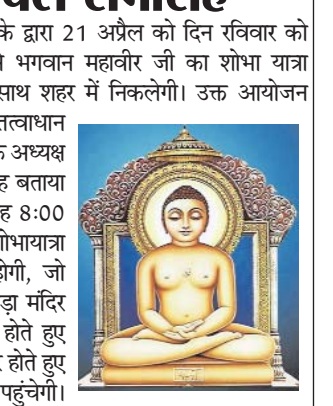 के द्वारा 21 अप्रैल को दिन रविवार को
भगवान महावीर जी का शोभा यात्रा
साथ शहर में निकलेगी। उक्त आयोजन
तत्वाधान
अध्यक्ष
बताया
8:00
शोभायात्रा
होगी, जो
मंदिर
होते हुए
होते हुए
पहुंचेगी।